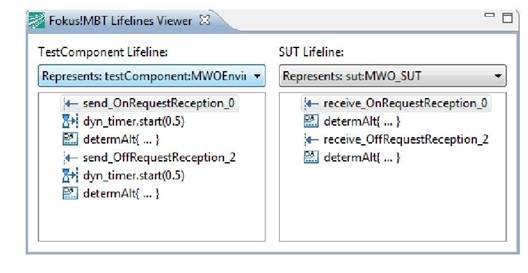 Fokus!MBT Lifelines Viewer
TestComponent Lifeline:
Represents: testComponent:MWOEnvii
send_OnRequestReception_0
dyn_timer.start(0.5)
determAlt{ ... }
send_OffRequestReception_2
dyn_timer.start(0.5)
determAlt{ ... }
SUT Lifeline:
Represents: sut:MWO_SUT
receive_OnRequestReception_0
determAlt{ ... }
receive_OffRequestReception_2
determAlt{ ... }